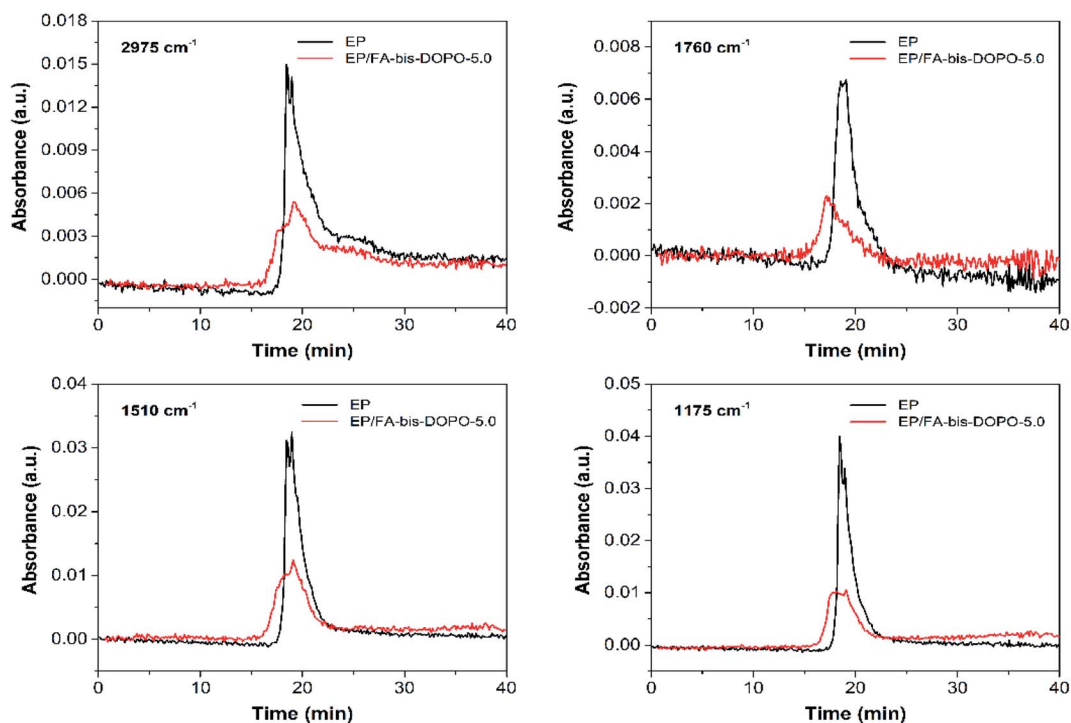 2975 cm⁻¹
EP
EP/FA-bis-DOPO-5.0
0.018
0.015
0.012
0.009
0.006
0.003
0.000
Absorbance (a.u.)
0 10 20 30 40
Time (min)
1760 cm⁻¹
EP
EP/FA-bis-DOPO-5.0
0.008
0.006
0.004
0.002
0.000
-0.002
Absorbance (a.u.)
0 10 20 30 40
Time (min)
1510 cm⁻¹
EP
EP/FA-bis-DOPO-5.0
0.04
0.03
0.02
0.01
0.00
Absorbance (a.u.)
0 10 20 30 40
Time (min)
1175 cm⁻¹
EP
EP/FA-bis-DOPO-5.0
0.05
0.04
0.03
0.02
0.01
0.00
Absorbance (a.u.)
0 10 20 30 40
Time (min)